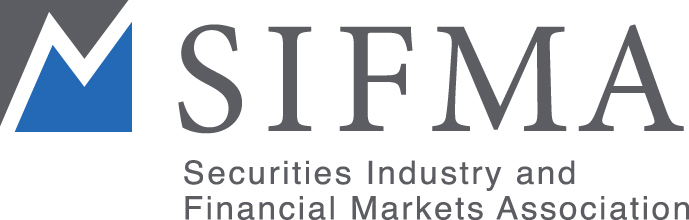 SIFMA
Securities Industry and
Financial Markets Association